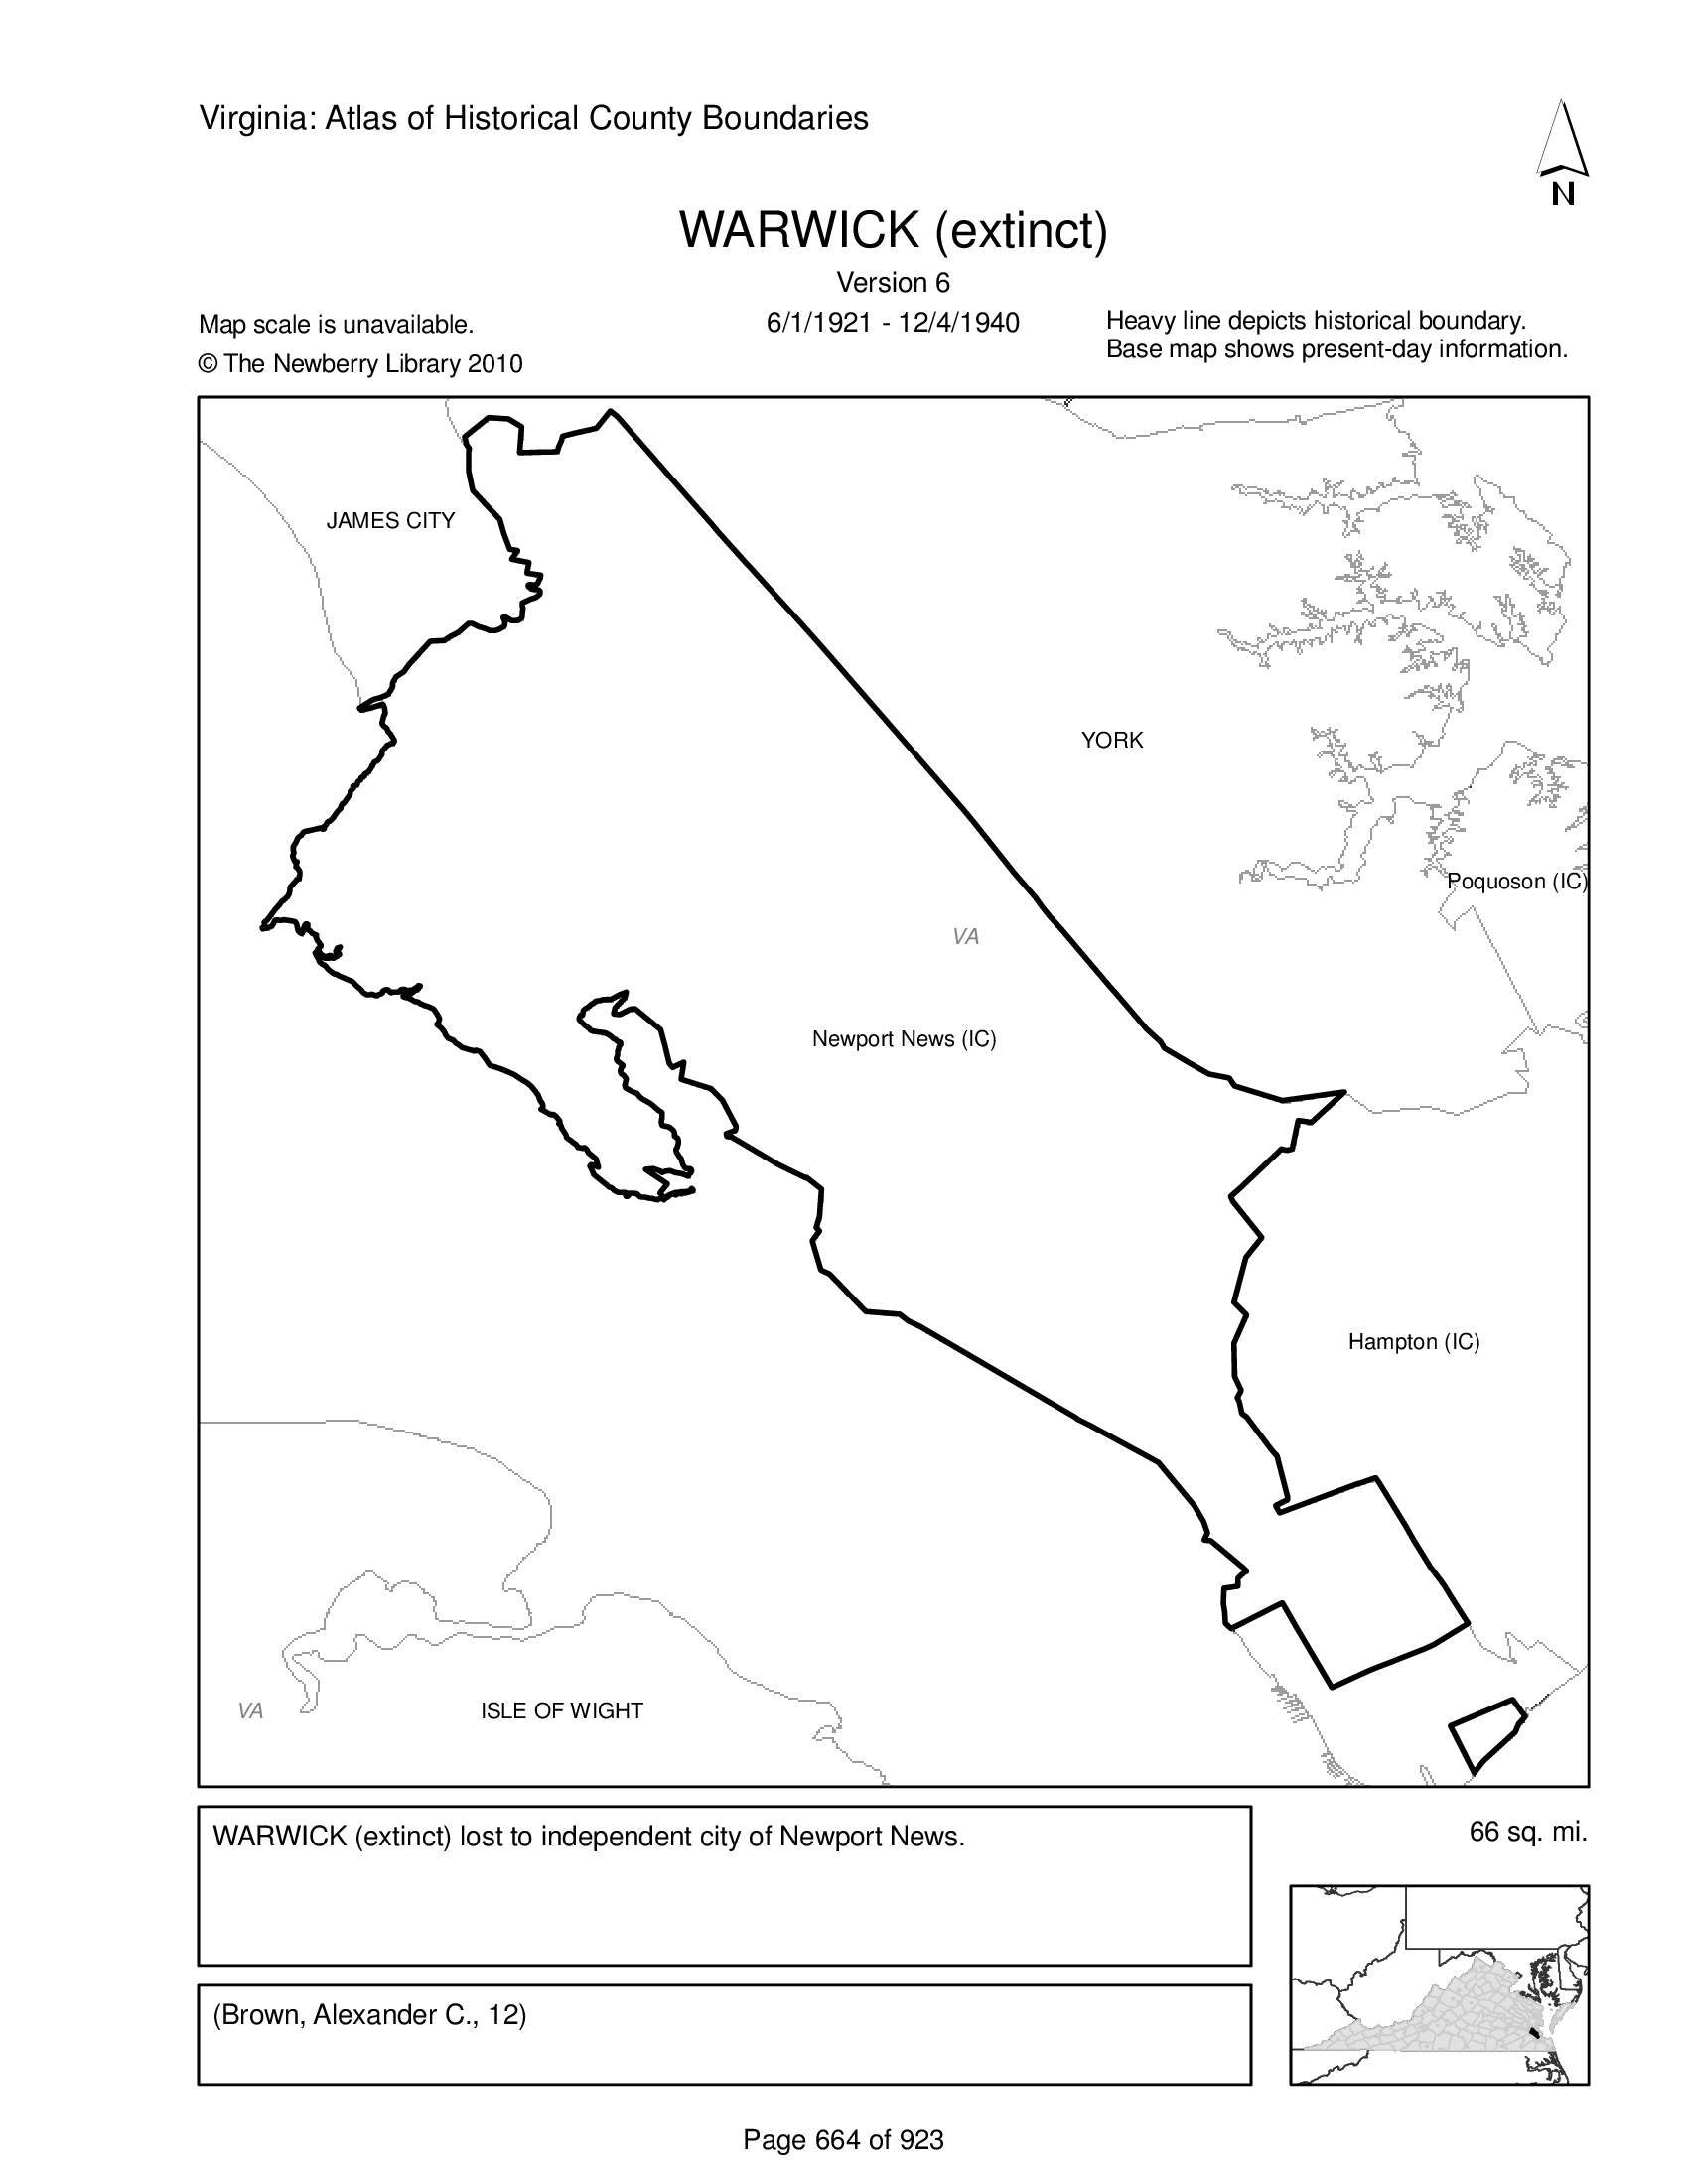 Virginia: Atlas of Historical County Boundaries
N
WARWICK (extinct)
Version 6
6/1/1921 - 12/4/1940
Map scale is unavailable.
© The Newberry Library 2010
Heavy line depicts historical boundary.
Base map shows present-day information.
JAMES CITY
YORK
Poquoson (IC)
VA
Newport News (IC)
Hampton (IC)
VA
ISLE OF WIGHT
WARWICK (extinct) lost to independent city of Newport News.
66 sq. mi.
(Brown, Alexander C., 12)
Page 664 of 923